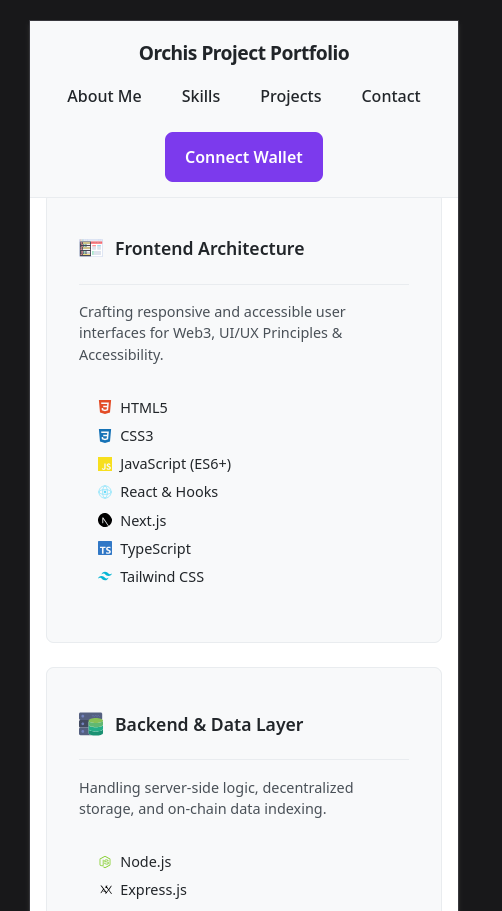 Orchis Project Portfolio
About Me Skills Projects Contact
Connect Wallet
Frontend Architecture
Crafting responsive and accessible user
interfaces for Web3, UI/UX Principles &
Accessibility.
HTML5
CSS3
JS JavaScript (ES6+)
React & Hooks
Next.js
TS TypeScript
Tailwind CSS
Backend & Data Layer
Handling server-side logic, decentralized
storage, and on-chain data indexing.
Node.js
Express.js